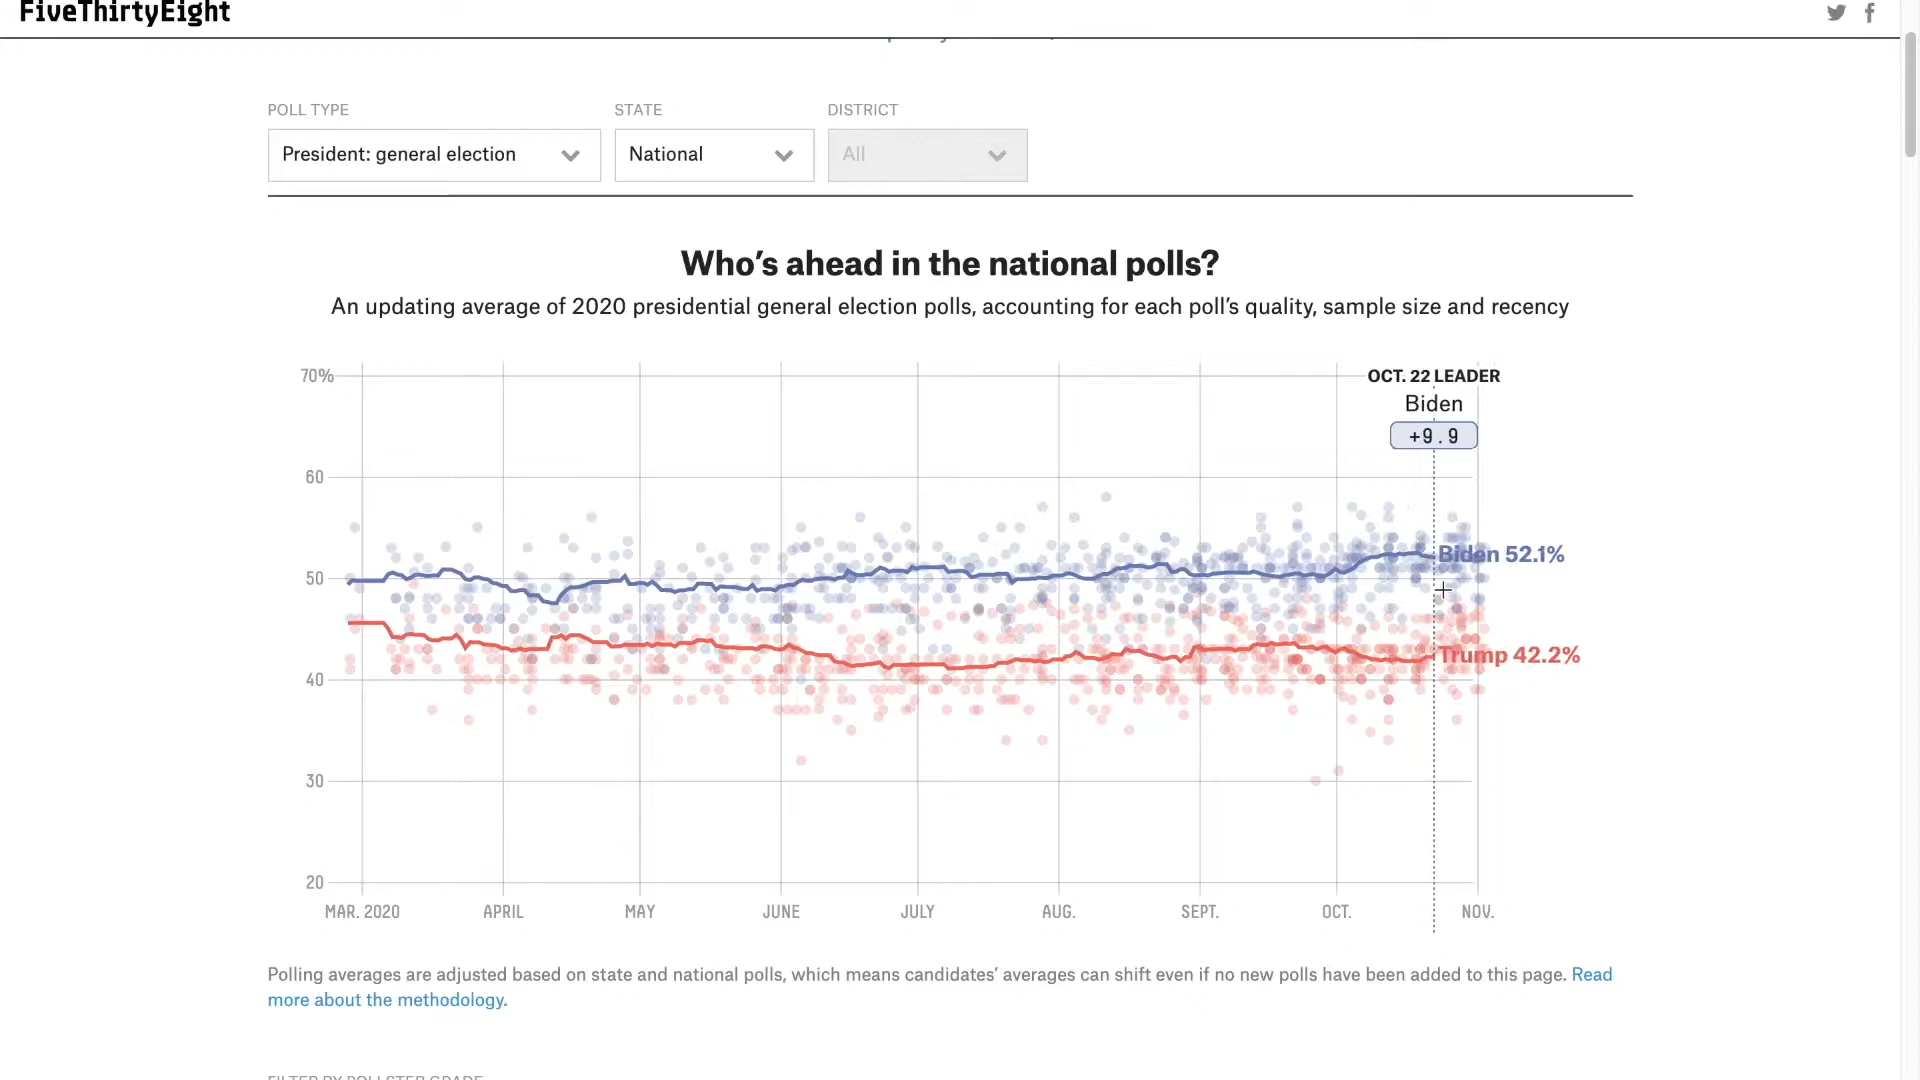 FiveThirtyEight
POLL TYPE
STATE
DISTRICT
President: general election
National
All
Who’s ahead in the national polls?
An updating average of 2020 presidential general election polls, accounting for each poll’s quality, sample size and recency
70%
OCT. 22 LEADER
Biden
+9.9
60
Biden 52.1%
50
Trump 42.2%
40
30
20
MAR. 2020
APRIL
MAY
JUNE
JULY
AUG.
SEPT.
OCT.
NOV.
Polling averages are adjusted based on state and national polls, which means candidates’ averages can shift even if no new polls have been added to this page. Read
more about the methodology.
FILTER BY POLLSTER GRADE